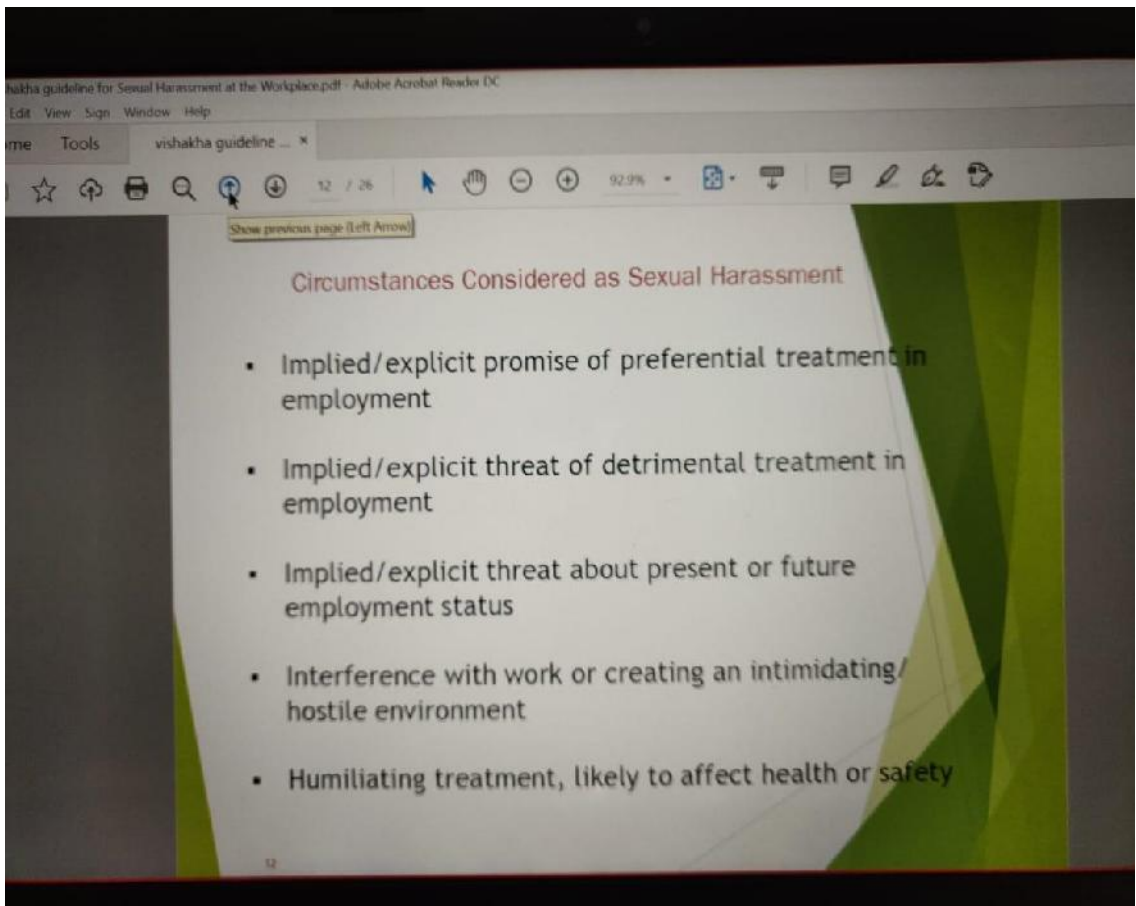 hakha guideline for Sexual Harassment at the Workplace.pdf - Adobe Acrobat Reader DC
Edit View Sign Window Help
me Tools vishakha guideline ... ×
12 / 26 92.9%
Show previous page (Left Arrow)
Circumstances Considered as Sexual Harassment
▪ Implied/explicit promise of preferential treatment in
employment
▪ Implied/explicit threat of detrimental treatment in
employment
▪ Implied/explicit threat about present or future
employment status
▪ Interference with work or creating an intimidating/
hostile environment
▪ Humiliating treatment, likely to affect health or safety
12